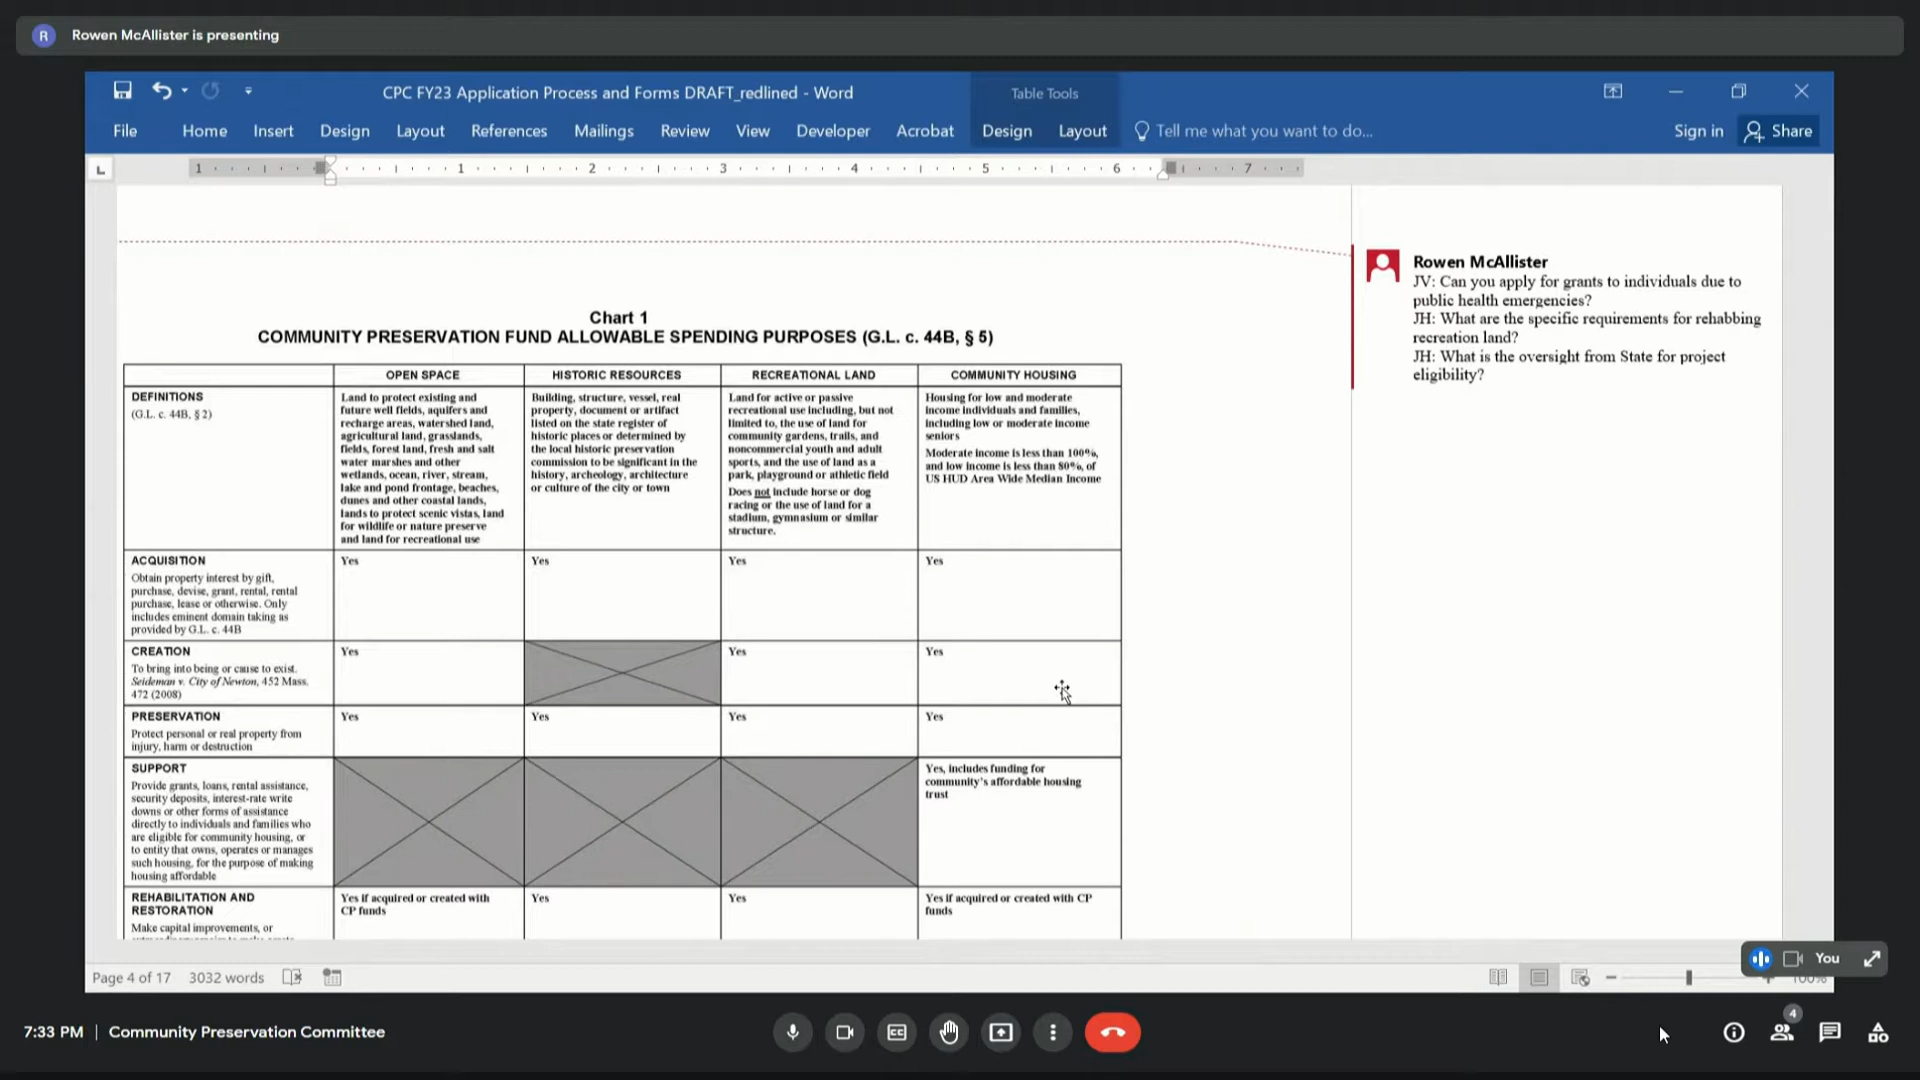 R Rowen McAllister is presenting
CPC FY23 Application Process and Forms DRAFT_redlined - Word
Table Tools
File Home Insert Design Layout References Mailings Review View Developer Acrobat Design Layout Tell me what you want to do... Sign in Share
L 1 1 2 3 4 5 6 7
Rowen McAllister
JV: Can you apply for grants to individuals due to
public health emergencies?
JH: What are the specific requirements for rehabbing
recreation land?
JH: What is the oversight from State for project
eligibility?
Chart 1
COMMUNITY PRESERVATION FUND ALLOWABLE SPENDING PURPOSES (G.L. c. 44B, § 5)
OPEN SPACE HISTORIC RESOURCES RECREATIONAL LAND COMMUNITY HOUSING
DEFINITIONS
(G.L. c. 44B, § 2)
Land to protect existing and
future well fields, aquifers and
recharge areas, watershed land,
agricultural land, grasslands,
fields, forest land, fresh and salt
water marshes and other
wetlands, ocean, river, stream,
lake and pond frontage, beaches,
dunes and other coastal lands,
lands to protect scenic vistas, land
for wildlife or nature preserve
and land for recreational use
Building, structure, vessel, real
property, document or artifact
listed on the state register of
historic places or determined by
the local historic preservation
commission to be significant in the
history, archeology, architecture
or culture of the city or town
Land for active or passive
recreational use including, but not
limited to, the use of land for
community gardens, trails, and
noncommercial youth and adult
sports, and the use of land as a
park, playground or athletic field
Does not include horse or dog
racing or the use of land for a
stadium, gymnasium or similar
structure.
Housing for low and moderate
income individuals and families,
including low or moderate income
seniors
Moderate income is less than 100%,
and low income is less than 80%, of
US HUD Area Wide Median Income
ACQUISITION
Obtain property interest by gift,
purchase, devise, grant, rental, rental
purchase, lease or otherwise. Only
includes eminent domain taking as
provided by G.L. c. 44B
Yes Yes Yes Yes
CREATION
To bring into being or cause to exist.
Seideman v. City of Newton, 452 Mass.
472 (2008)
Yes Yes Yes
PRESERVATION
Protect personal or real property from
injury, harm or destruction
Yes Yes Yes Yes
SUPPORT
Provide grants, loans, rental assistance,
security deposits, interest-rate write
downs or other forms of assistance
directly to individuals and families who
are eligible for community housing, or
to entity that owns, operates or manages
such housing, for the purpose of making
housing affordable
Yes, includes funding for
community's affordable housing
trust
REHABILITATION AND
RESTORATION
Make capital improvements, or
Yes if acquired or created with
CP funds
Yes
Yes
Yes if acquired or created with CP
funds
You
Page 4 of 17 3032 words 100%
7:33 PM | Community Preservation Committee
CC
4